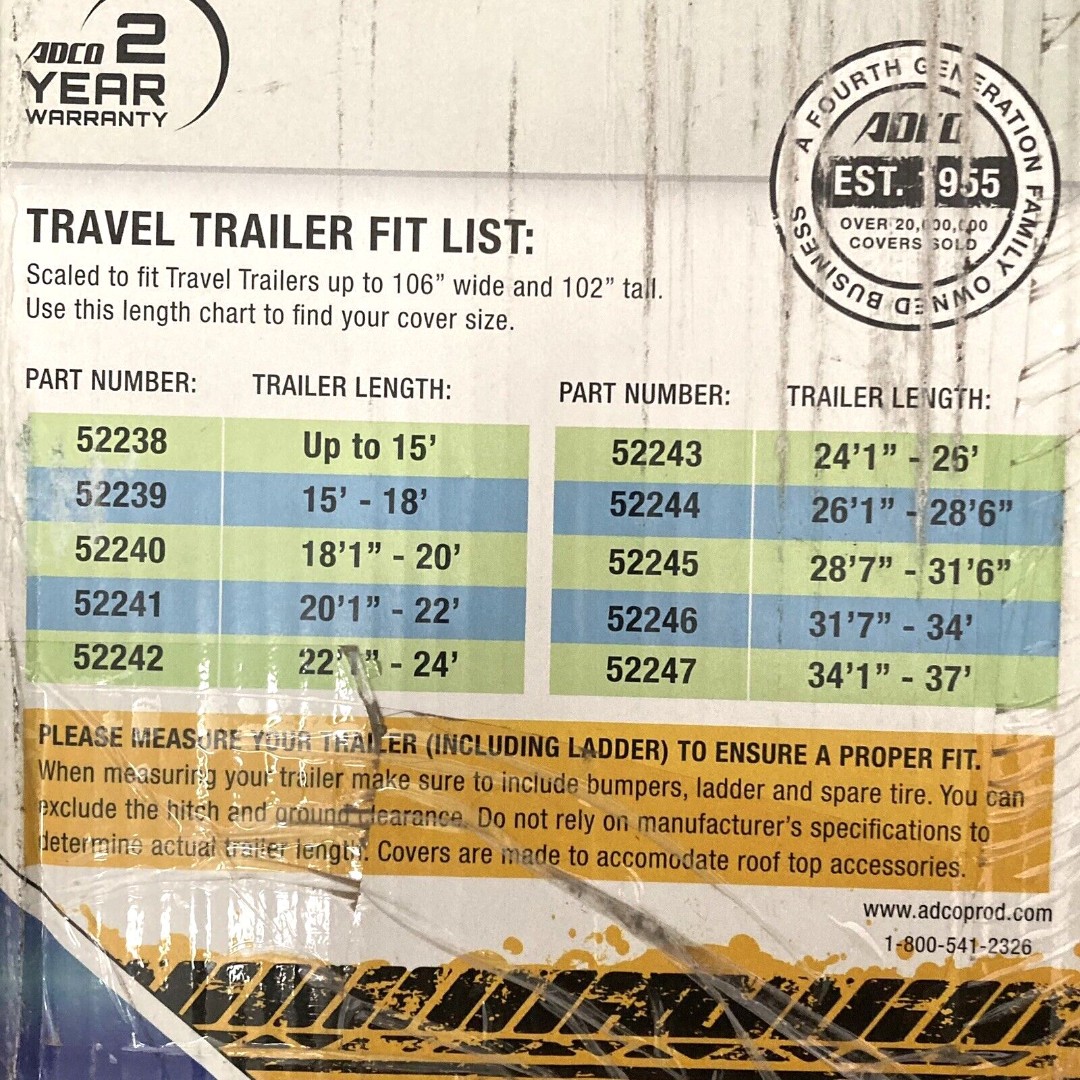 ADCO 2
YEAR
WARRANTY
A FOURTH GENERATION FAMILY OWNED BUSINESS
ADCO
EST. 1955
OVER 20,000,000
COVERS SOLD
TRAVEL TRAILER FIT LIST:
Scaled to fit Travel Trailers up to 106” wide and 102” tall.
Use this length chart to find your cover size.
PART NUMBER: TRAILER LENGTH: PART NUMBER: TRAILER LENGTH:
52238 Up to 15’ 52243 24’1” - 26’
52239 15’ - 18’ 52244 26’1” - 28’6”
52240 18’1” - 20’ 52245 28’7” - 31’6”
52241 20’1” - 22’ 52246 31’7” - 34’
52242 22’1” - 24’ 52247 34’1” - 37’
PLEASE MEASURE YOUR TRAILER (INCLUDING LADDER) TO ENSURE A PROPER FIT.
When measuring your trailer make sure to include bumpers, ladder and spare tire. You can
exclude the hitch and ground clearance. Do not rely on manufacturer’s specifications to
determine actual trailer length. Covers are made to accomodate roof top accessories.
www.adcoprod.com
1-800-541-2326